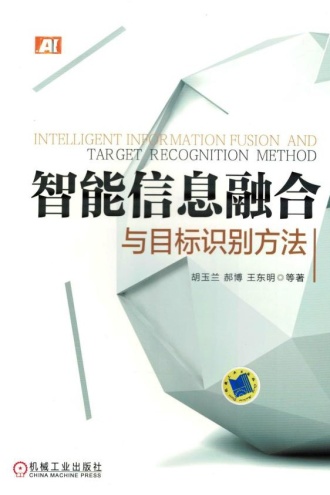 AI
INTELLIGENT INFORMATION FUSION AND
TARGET RECOGNITION METHOD
智能信息融合
与目标识别方法
胡玉兰 郝博 王东明◎等著
机械工业出版社
CHINA MACHINE PRESS